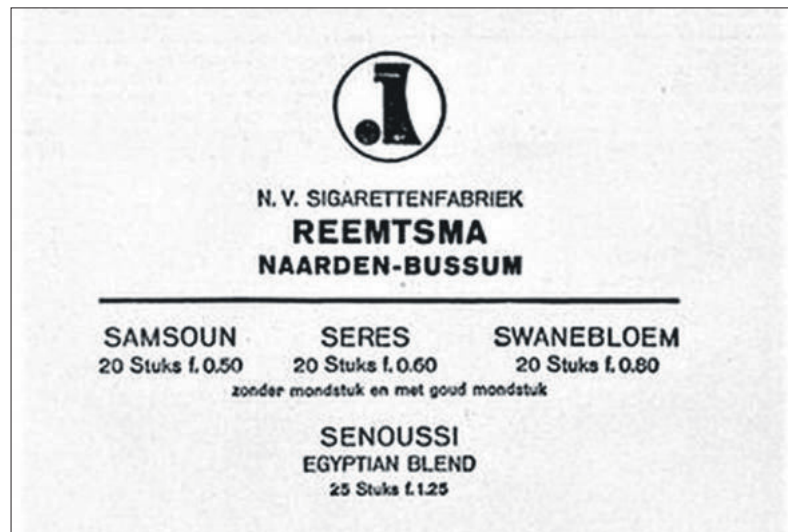 .1
N.V. SIGARETTENFABRIEK
REEMTSMA
NAARDEN-BUSSUM
SAMSOUN SERES SWANEBLOEM
20 Stuks f. 0.50 20 Stuks f. 0.60 20 Stuks f. 0.80
zonder mondstuk en met goud mondstuk
SENOUSSI
EGYPTIAN BLEND
25 Stuks f. 1.25